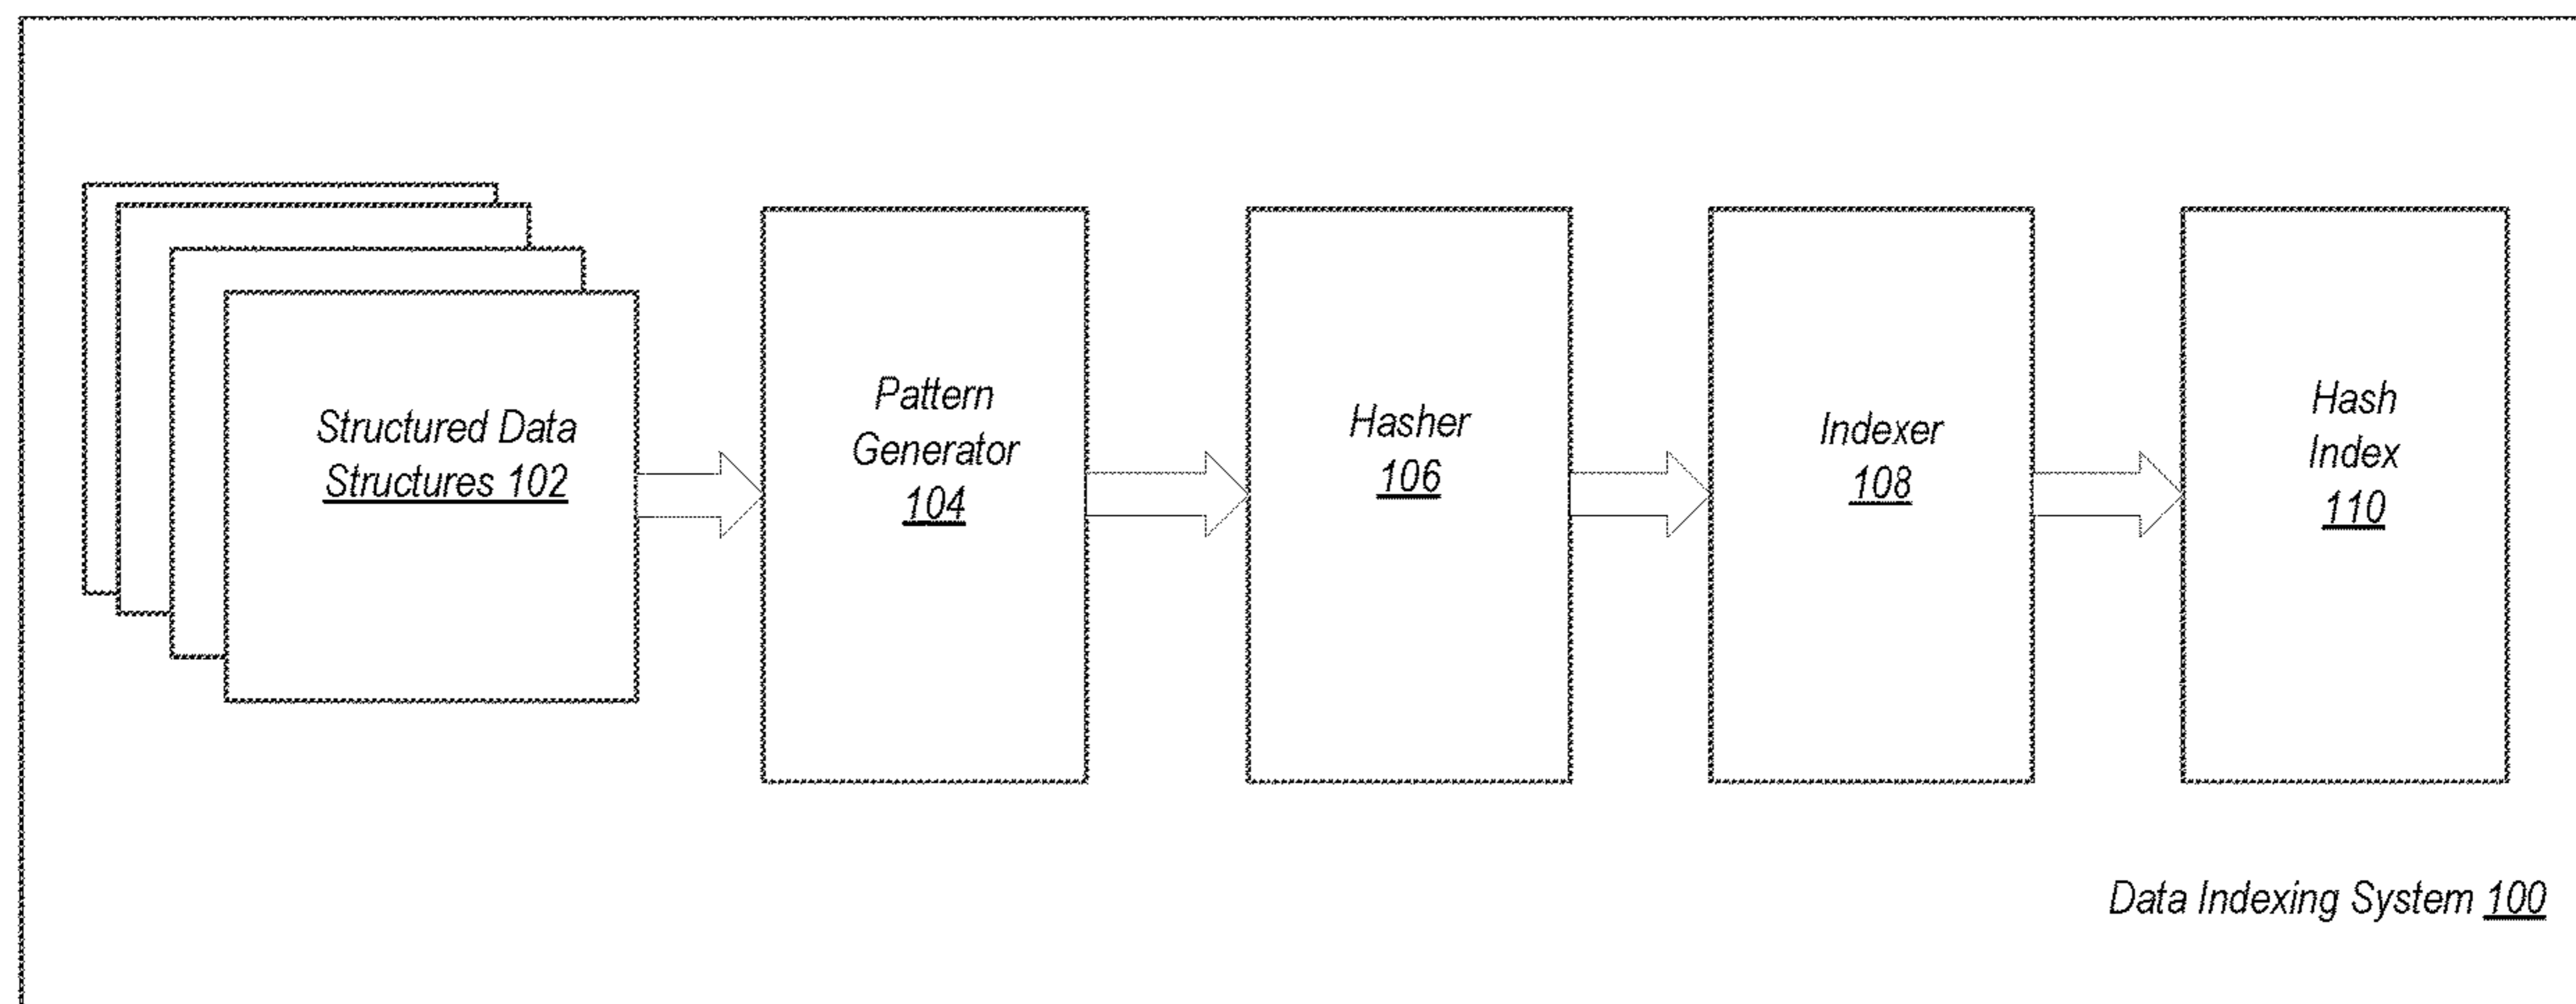 Structured Data
Structures 102
Pattern
Generator
104
Hasher
106
Indexer
108
Hash
Index
110
Data Indexing System 100